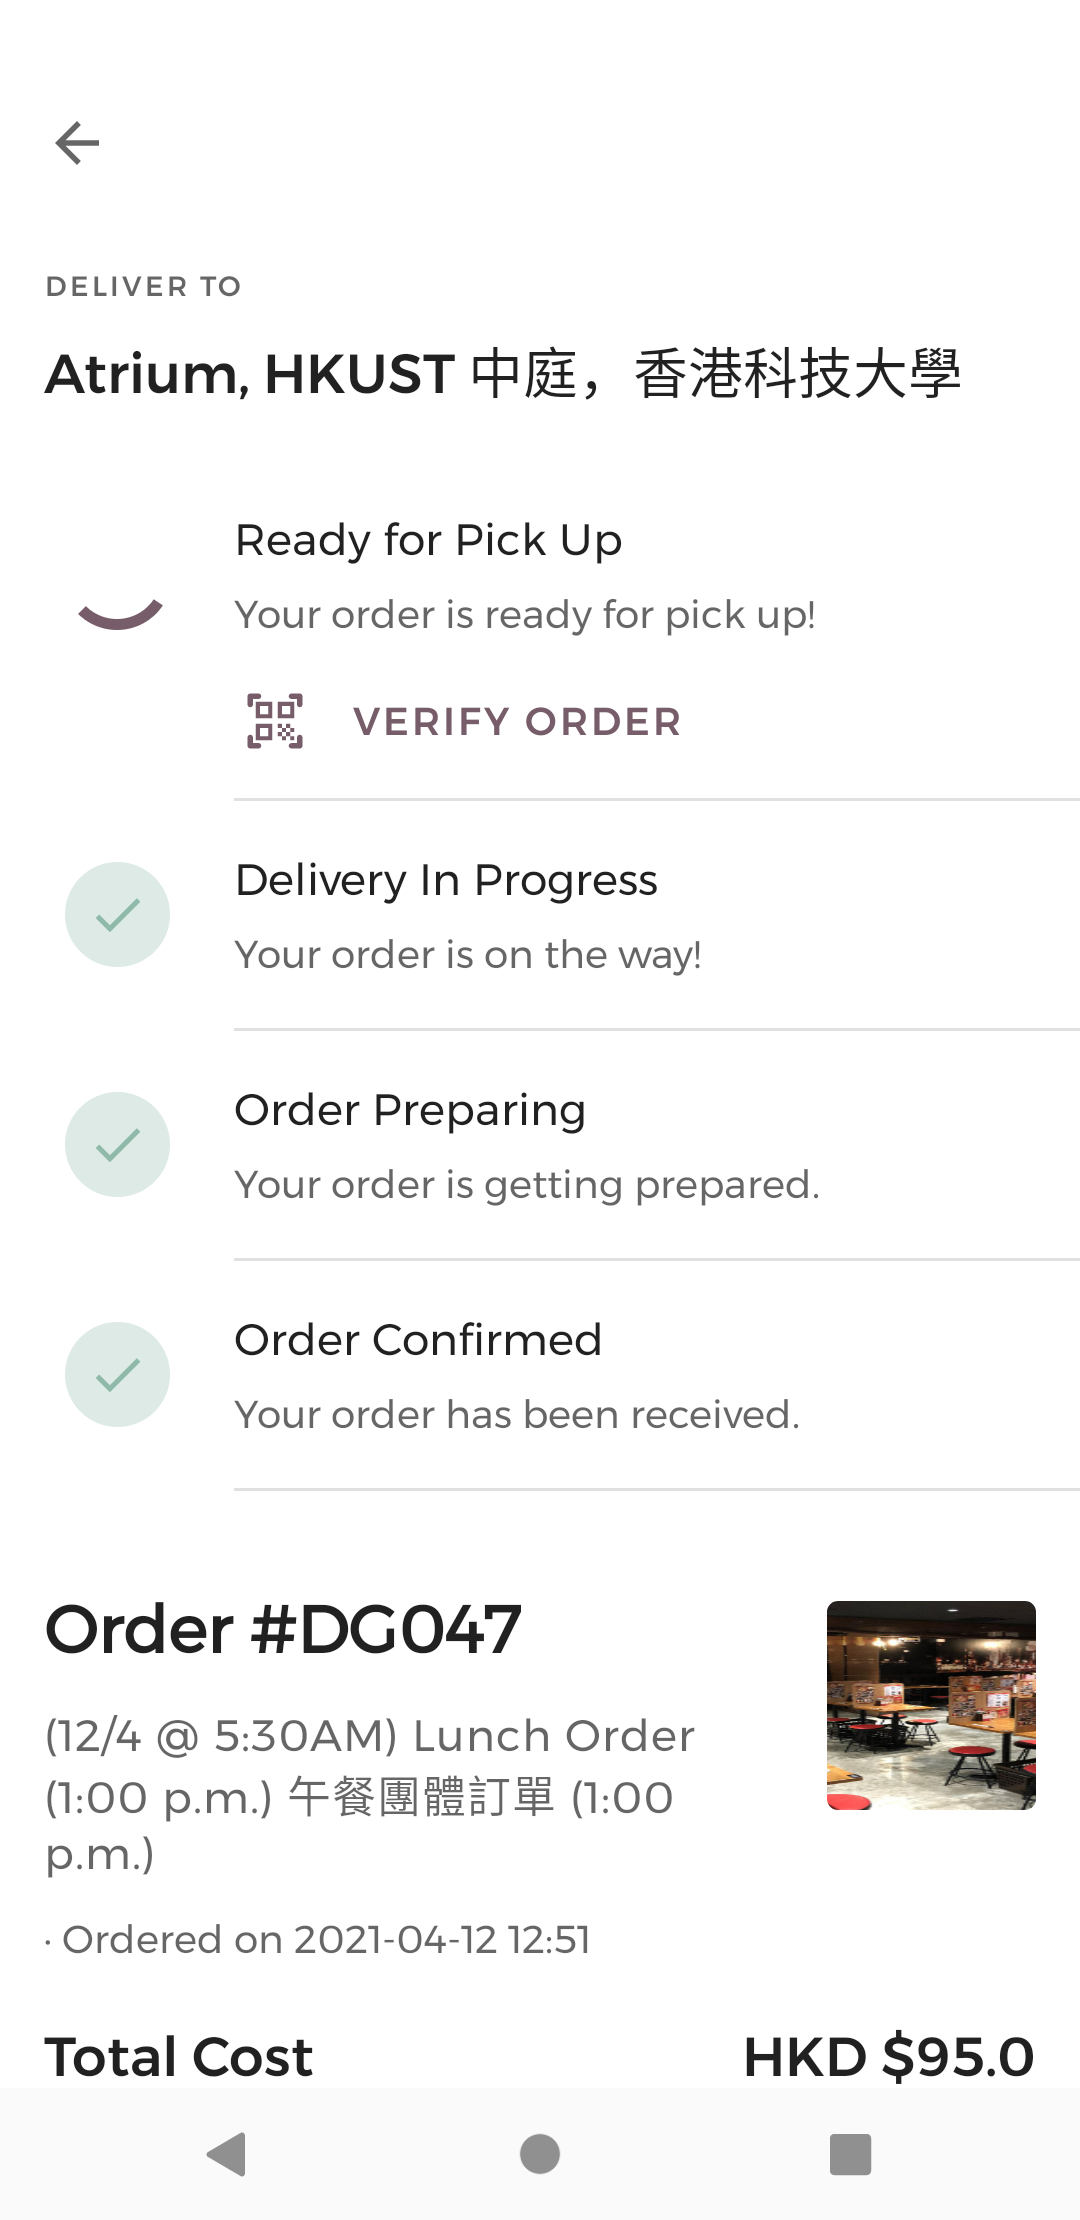 DELIVER TO
Atrium, HKUST 中庭，香港科技大學
Ready for Pick Up
Your order is ready for pick up!
VERIFY ORDER
Delivery In Progress
Your order is on the way!
Order Preparing
Your order is getting prepared.
Order Confirmed
Your order has been received.
Order #DG047
(12/4 @ 5:30AM) Lunch Order
(1:00 p.m.) 午餐團體訂單 (1:00
p.m.)
· Ordered on 2021-04-12 12:51
Total Cost HKD $95.0